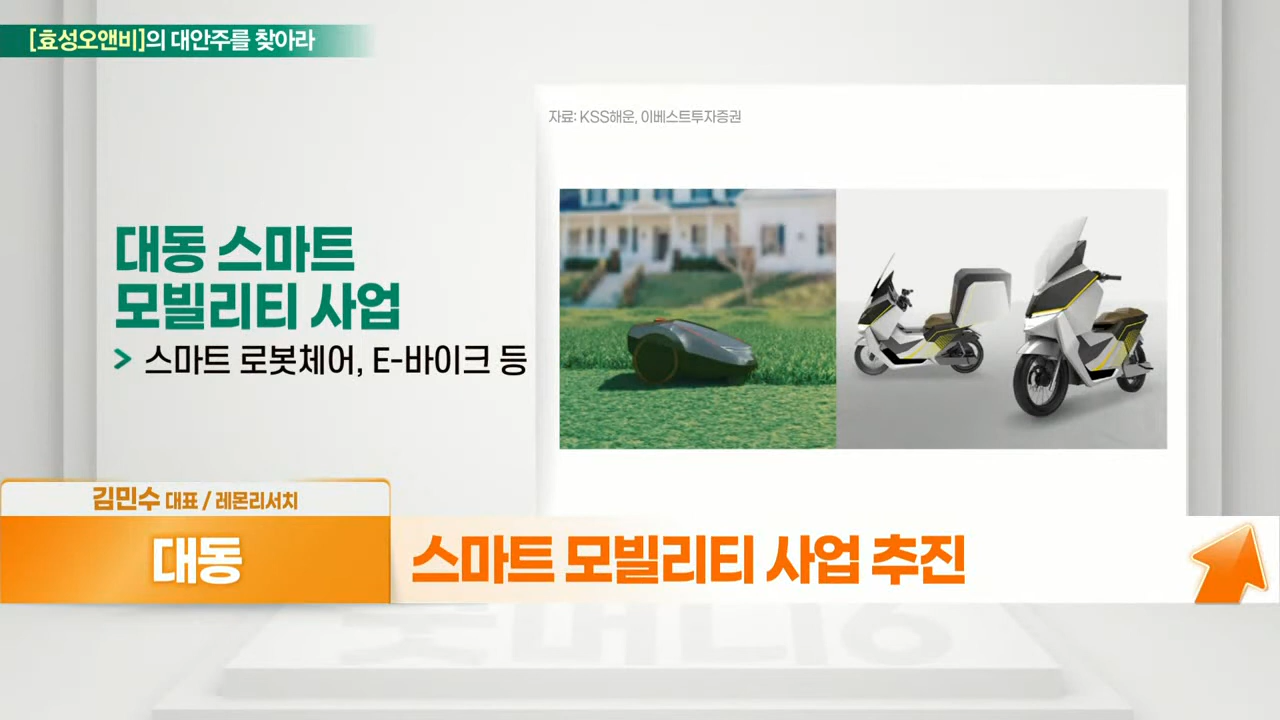 [효성오앤비]의 대안주를 찾아라
자료: KSS해운, 이베스트투자증권
대동 스마트
모빌리티 사업
스마트 로봇체어, E-바이크 등
김민수 대표 / 레몬리서치
대동
스마트 모빌리티 사업 추진